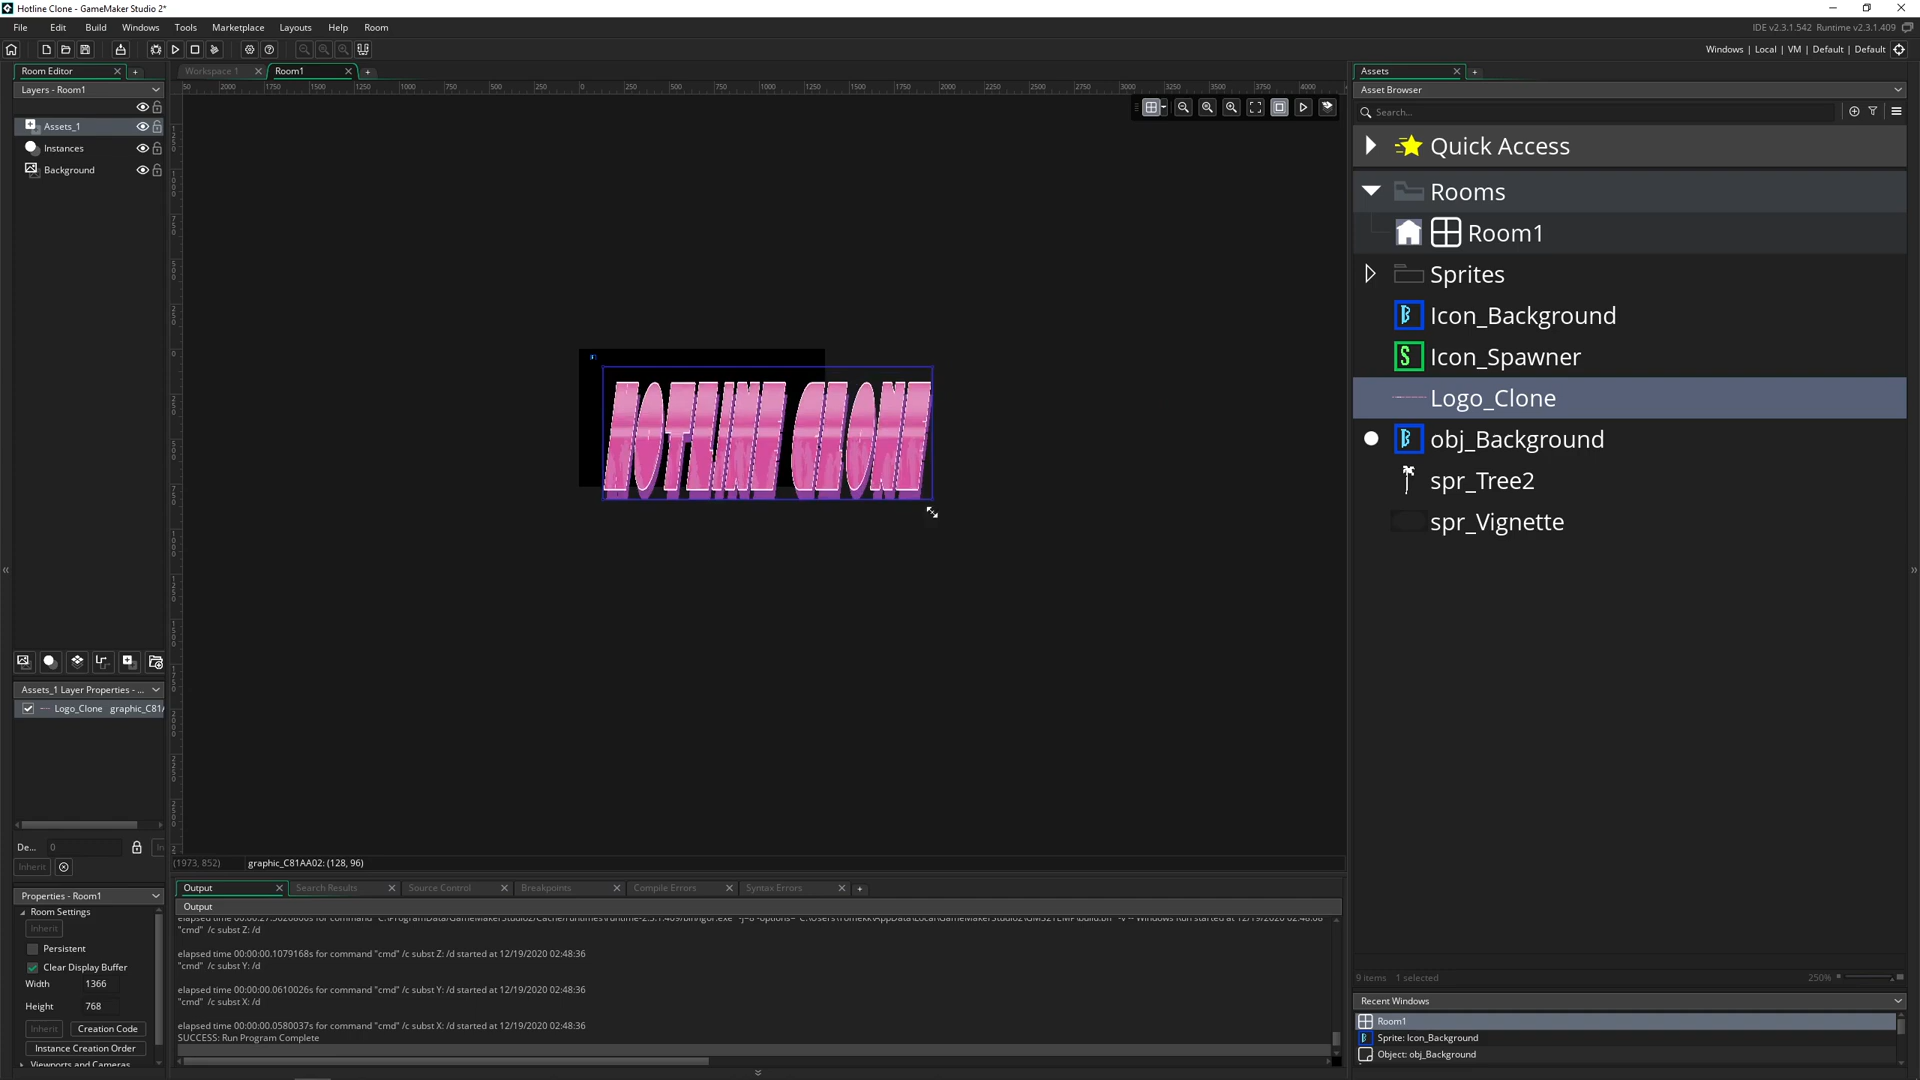 Hotline Clone - GameMaker Studio 2*
File Edit Build Windows Tools Marketplace Layouts Help Room
IDE v2.3.1.542 Runtime v2.3.1.409
Windows | Local | VM | Default | Default
Room Editor
Workspace 1
Room1
Assets
Layers - Room1
Asset Browser
Search...
Assets_1
Instances
Background
Quick Access
Rooms
Room1
Sprites
Icon_Background
Icon_Spawner
Logo_Clone
obj_Background
spr_Tree2
spr_Vignette
Assets_1 Layer Properties - ...
Logo_Clone graphic_C81A
De... 0
Inherit
(1973, 852) graphic_C81AA02: (128, 96)
Output Search Results Source Control Breakpoints Compile Errors Syntax Errors
Output
"cmd" /c subst Z: /d
elapsed time 00:00:00.1079168s for command "cmd" /c subst Z: /d started at 12/19/2020 02:48:36
"cmd" /c subst Y: /d
elapsed time 00:00:00.0610026s for command "cmd" /c subst Y: /d started at 12/19/2020 02:48:36
"cmd" /c subst X: /d
elapsed time 00:00:00.0580037s for command "cmd" /c subst X: /d started at 12/19/2020 02:48:36
SUCCESS: Run Program Complete
Properties - Room1
Room Settings
Inherit
Persistent
Clear Display Buffer
Width 1366
Height 768
Inherit Creation Code
Instance Creation Order
Viewports and Cameras
9 items 1 selected
250%
Recent Windows
Room1
Sprite: Icon_Background
Object: obj_Background